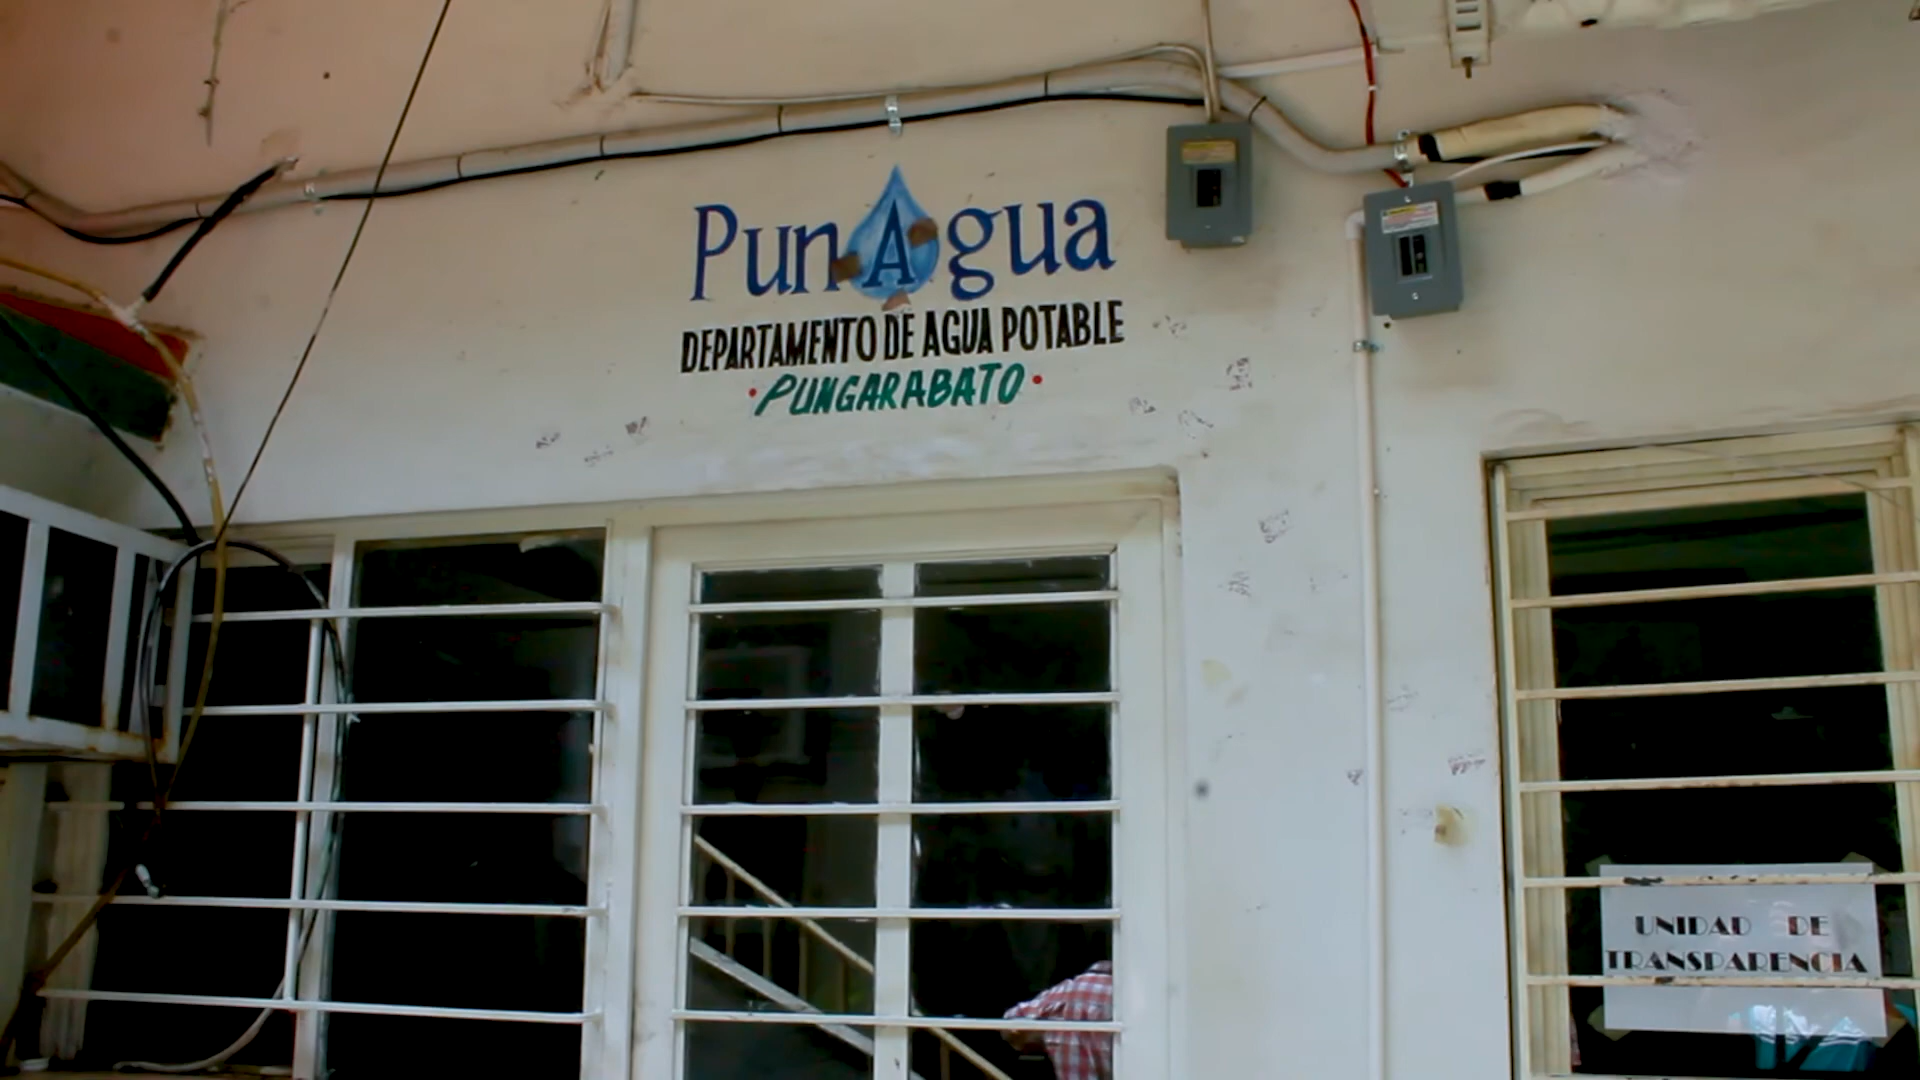 PunAgua
DEPARTAMENTO DE AGUA POTABLE
• PUNGARABATO •
UNIDAD DE
TRANSPARENCIA